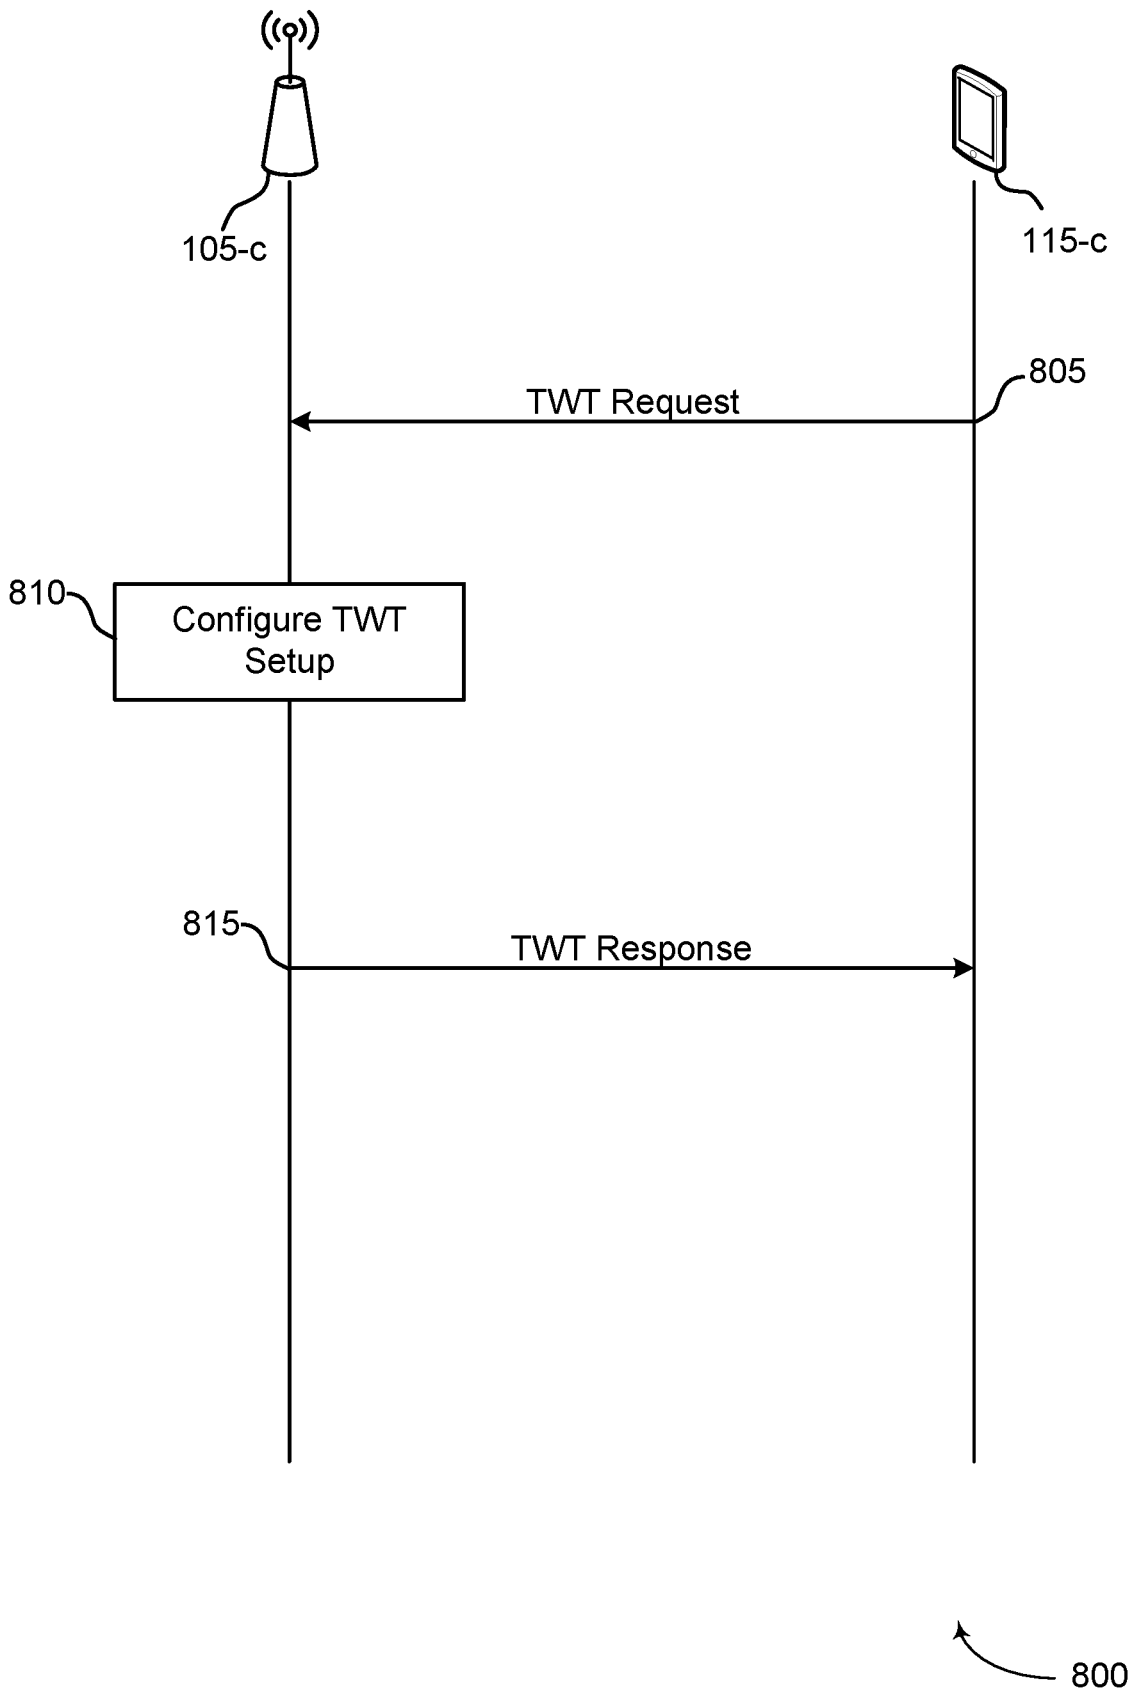 105-c
115-c
805
TWT Request
810
Configure TWT
Setup
815
TWT Response
800